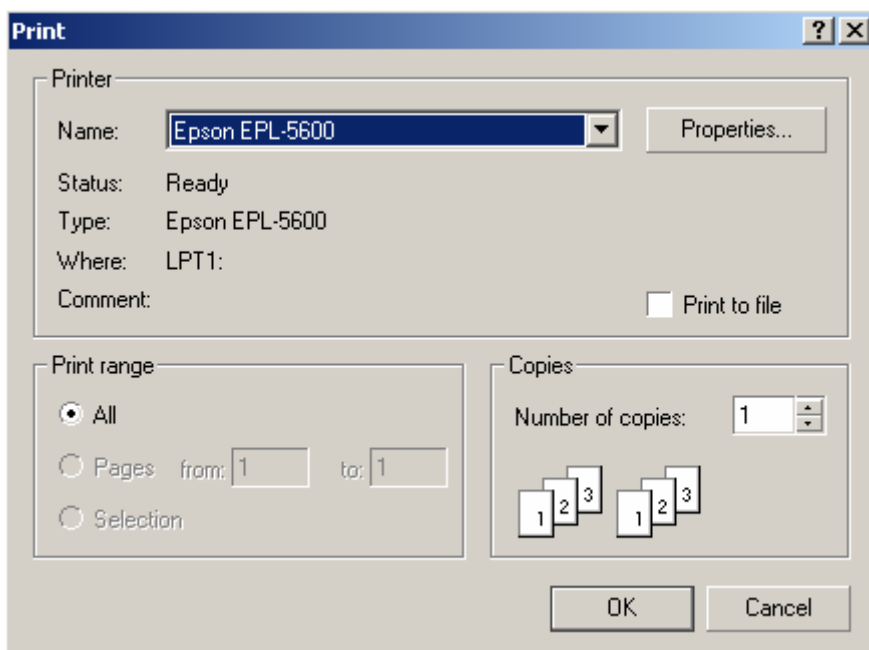 Print
Printer
Name: Epson EPL-5600 Properties...
Status: Ready
Type: Epson EPL-5600
Where: LPT1:
Comment: Print to file
Print range
All
Pages from: 1 to: 1
Selection
Copies
Number of copies: 1
1 2 3 1 2 3
OK Cancel